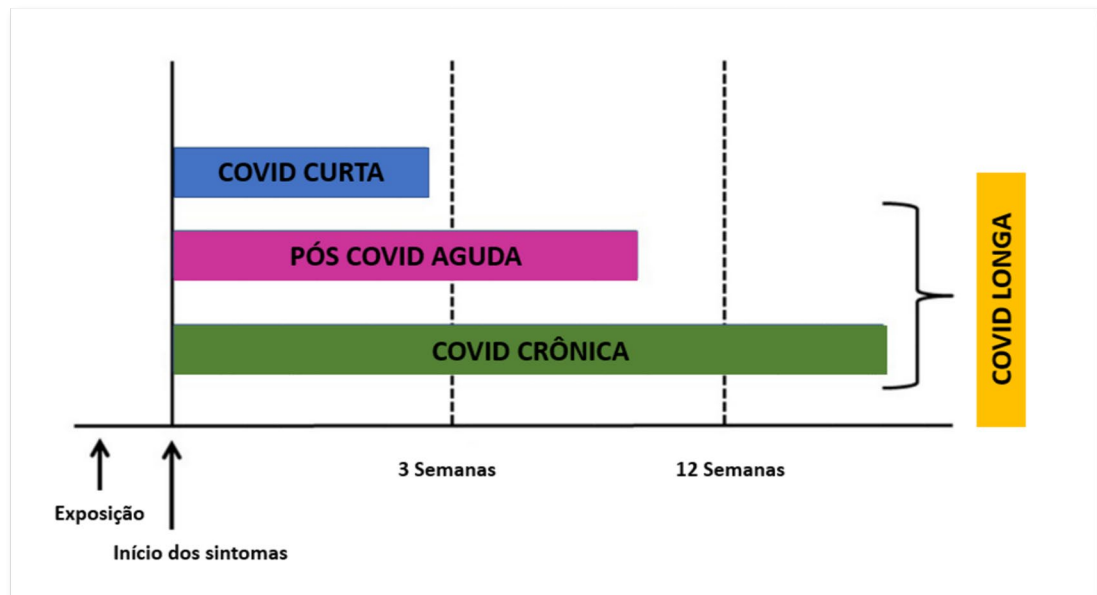 COVID CURTA
PÓS COVID AGUDA
COVID CRÔNICA
COVID LONGA
3 Semanas
12 Semanas
Exposição
Início dos sintomas